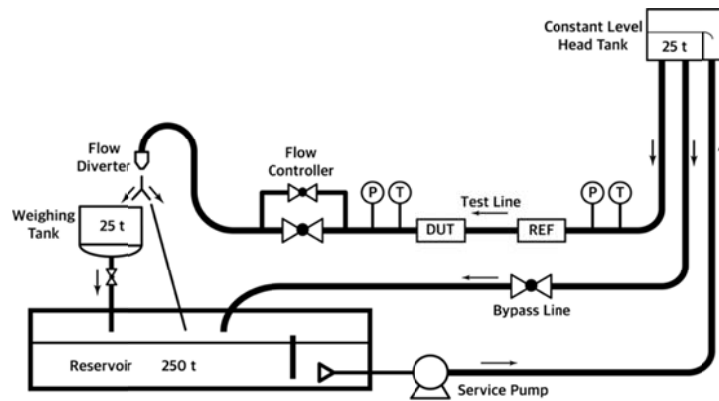 Constant Level
Head Tank
25 t
Flow
Diverter
Flow
Controller
P
T
Test Line
P
T
Weighing
Tank
25 t
DUT
REF
Bypass Line
Reservoir 250 t
Service Pump